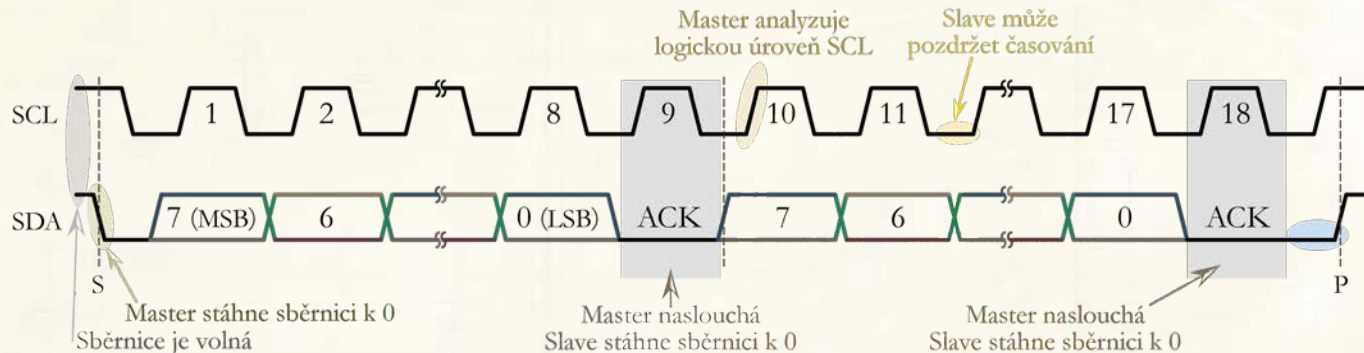 Master analyzuje
logickou úroveň SCL
Slave může
pozdržet časování
SCL 1 2 8 9 10 11 17 18
SDA 7 (MSB) 6 0 (LSB) ACK 7 6 0 ACK
S P
Master stáhne sběrnici k 0
Sběrnice je volná
Master naslouchá
Slave stáhne sběrnici k 0
Master naslouchá
Slave stáhne sběrnici k 0